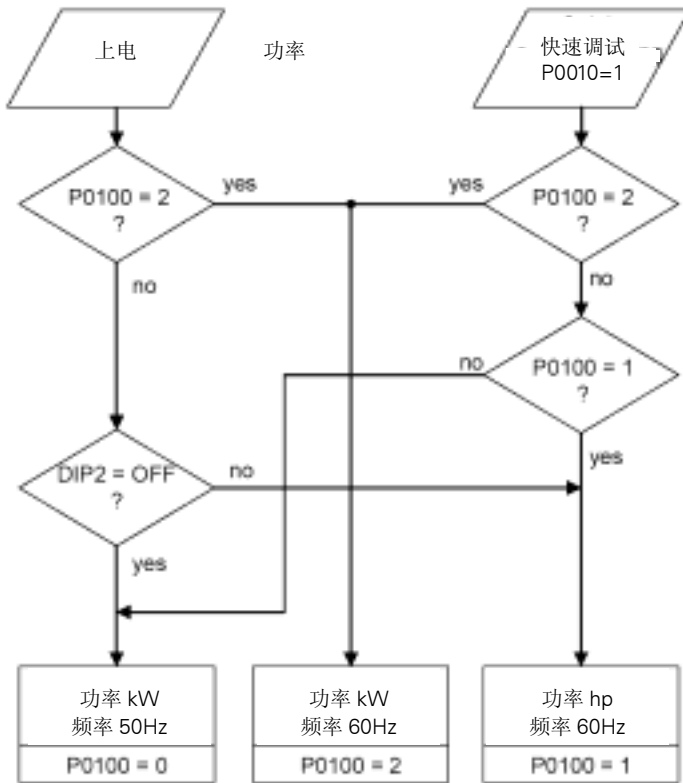 上电
功率
快速调试
P0010=1
P0100 = 2
?
yes
yes
P0100 = 2
?
no
no
no
P0100 = 1
?
DIP2 = OFF
?
no
yes
yes
功率 kW
频率 50Hz
P0100 = 0
功率 kW
频率 60Hz
P0100 = 2
功率 hp
频率 60Hz
P0100 = 1